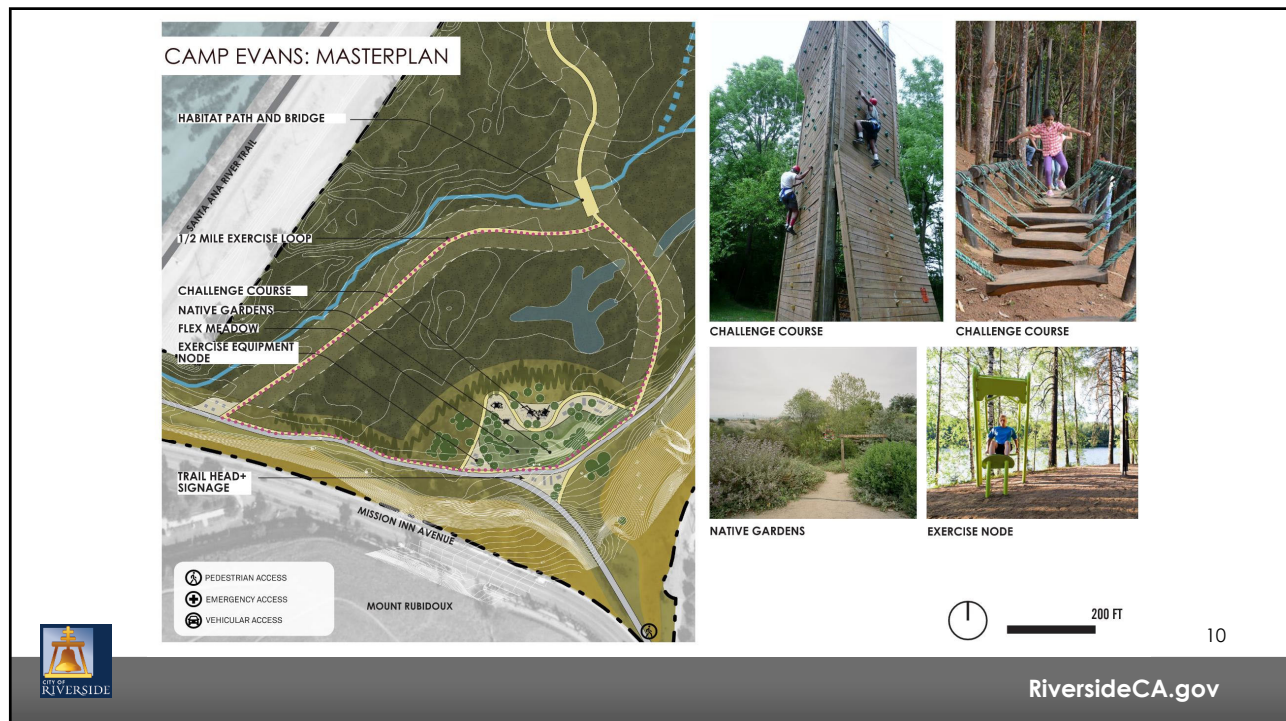 CAMP EVANS: MASTERPLAN
HABITAT PATH AND BRIDGE
SANTA ANA RIVER TRAIL
1/2 MILE EXERCISE LOOP
CHALLENGE COURSE
NATIVE GARDENS
FLEX MEADOW
EXERCISE EQUIPMENT
NODE
TRAIL HEAD+
SIGNAGE
MISSION INN AVENUE
MOUNT RUBIDOUX
PEDESTRIAN ACCESS
EMERGENCY ACCESS
VEHICULAR ACCESS
CHALLENGE COURSE
CHALLENGE COURSE
NATIVE GARDENS
EXERCISE NODE
200 FT
10
CITY OF
RIVERSIDE
RiversideCA.gov